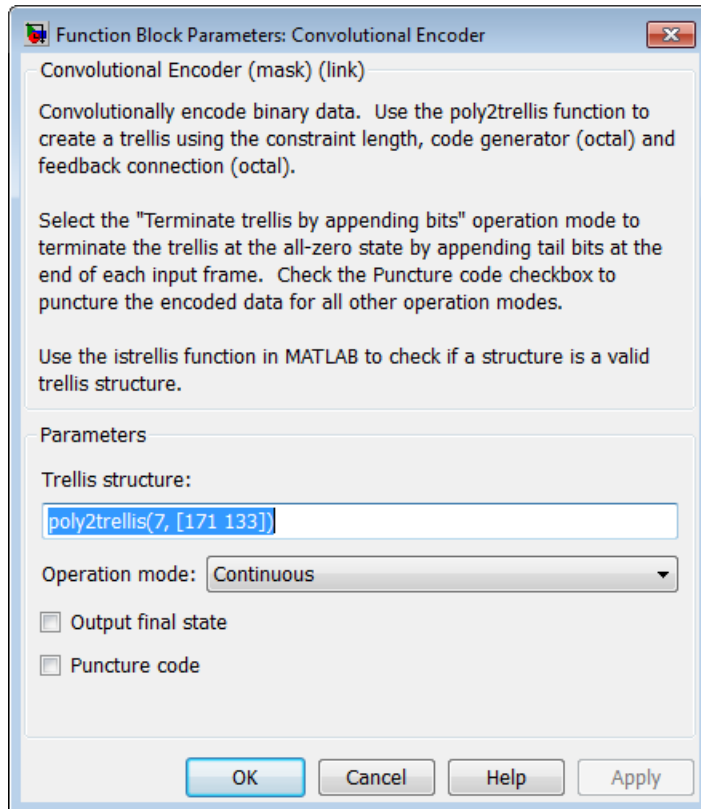 Function Block Parameters: Convolutional Encoder
Convolutional Encoder (mask) (link)
Convolutionally encode binary data.  Use the poly2trellis function to
create a trellis using the constraint length, code generator (octal) and
feedback connection (octal).
Select the "Terminate trellis by appending bits" operation mode to
terminate the trellis at the all-zero state by appending tail bits at the
end of each input frame.  Check the Puncture code checkbox to
puncture the encoded data for all other operation modes.
Use the istrellis function in MATLAB to check if a structure is a valid
trellis structure.
Parameters
Trellis structure:
poly2trellis(7, [171 133])
Operation mode: Continuous
Output final state
Puncture code
OK Cancel Help Apply